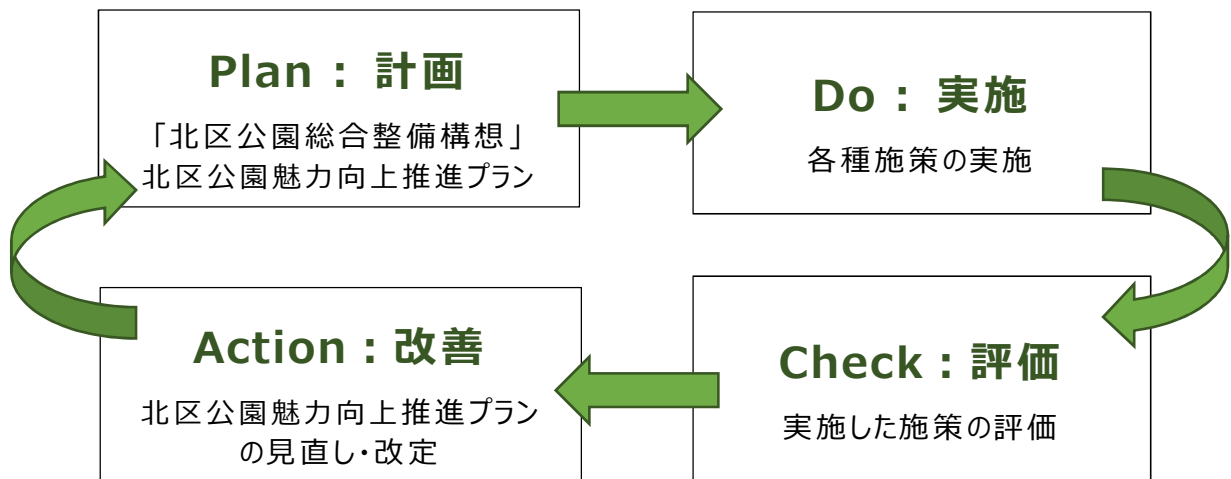 Plan : 計画
「北区公園総合整備構想」
北区公園魅力向上推進プラン
Do : 実施
各種施策の実施
Check : 評価
実施した施策の評価
Action : 改善
北区公園魅力向上推進プラン
の見直し・改定